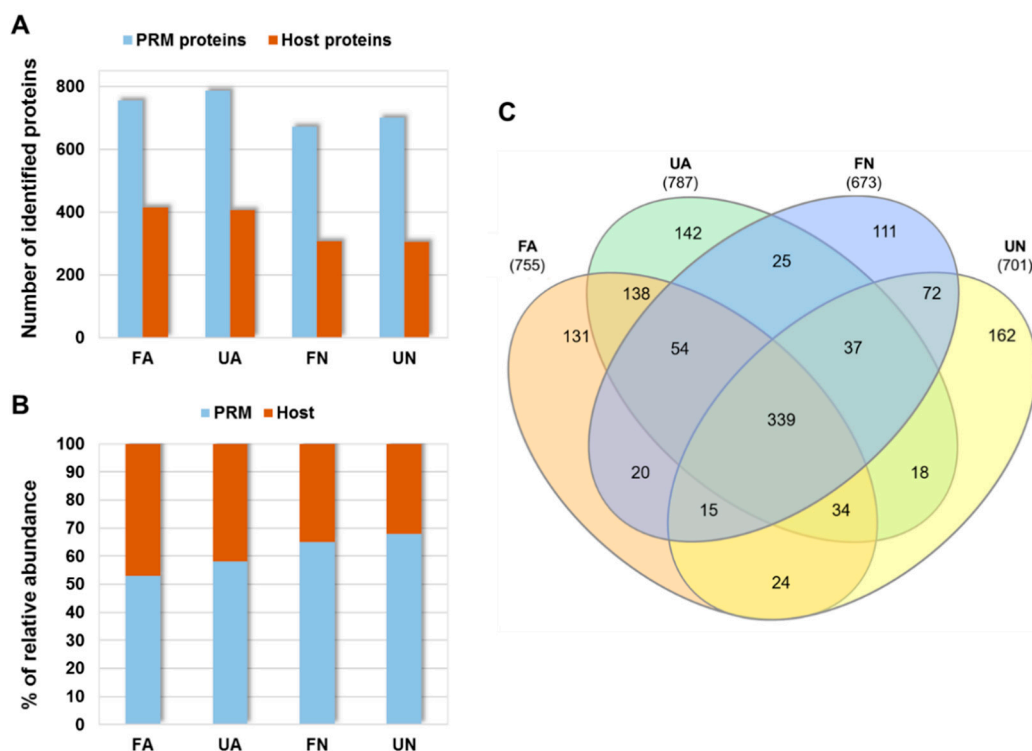 A
PRM proteins Host proteins
Number of identified proteins
800
600
400
200
0
FA UA FN UN
B
PRM Host
% of relative abundance
100
90
80
70
60
50
40
30
20
10
0
FA UA FN UN
C
UA
(787)
FN
(673)
FA
(755)
UN
(701)
142
25
111
138
72
131
54
37
162
339
20
18
15
34
24